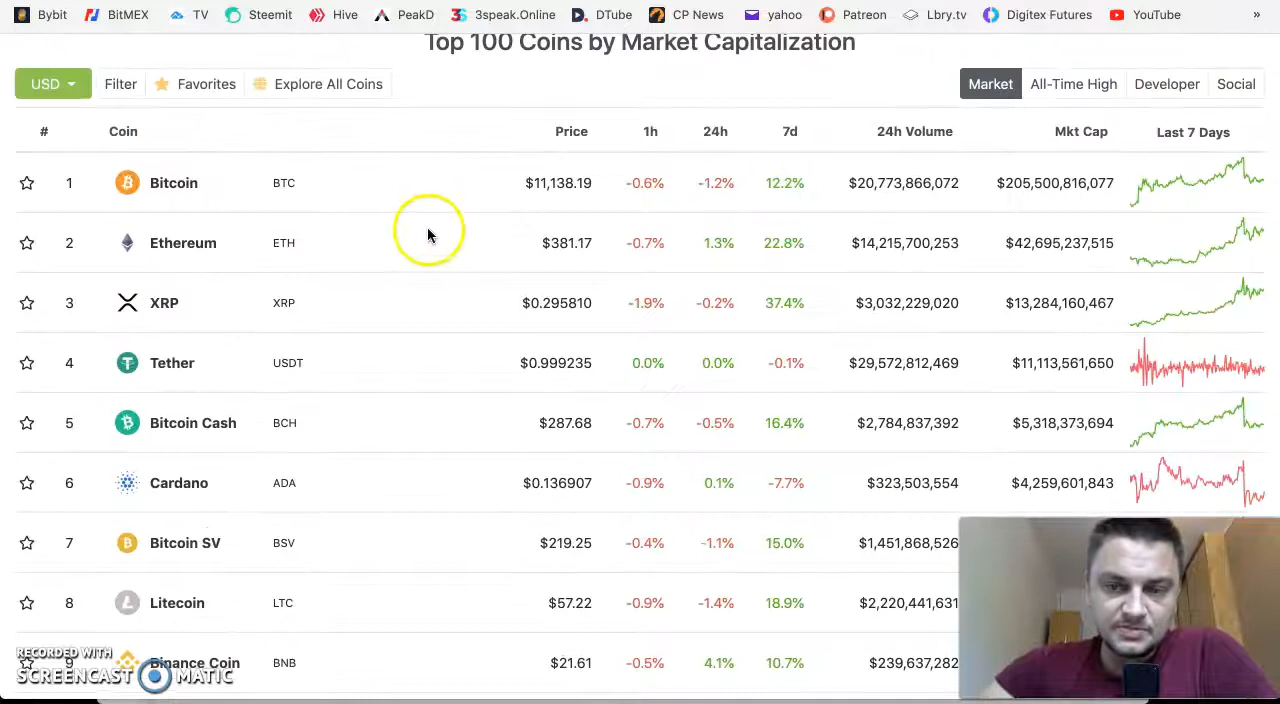 Bybit BitMEX TV Steemit Hive PeakD 3speak.Online DTube CP News yahoo Patreon Lbry.tv Digitex Futures YouTube »
Top 100 Coins by Market Capitalization
USD Filter Favorites Explore All Coins Market All-Time High Developer Social
# Coin Price 1h 24h 7d 24h Volume Mkt Cap Last 7 Days
1 Bitcoin BTC $11,138.19 -0.6% -1.2% 12.2% $20,773,866,072 $205,500,816,077
2 Ethereum ETH $381.17 -0.7% 1.3% 22.8% $14,215,700,253 $42,695,237,515
3 XRP XRP $0.295810 -1.9% -0.2% 37.4% $3,032,229,020 $13,284,160,467
4 Tether USDT $0.999235 0.0% 0.0% -0.1% $29,572,812,469 $11,113,561,650
5 Bitcoin Cash BCH $287.68 -0.7% -0.5% 16.4% $2,784,837,392 $5,318,373,694
6 Cardano ADA $0.136907 -0.9% 0.1% -7.7% $323,503,554 $4,259,601,843
7 Bitcoin SV BSV $219.25 -0.4% -1.1% 15.0% $1,451,868,526
8 Litecoin LTC $57.22 -0.9% -1.4% 18.9% $2,220,441,631
9 Binance Coin BNB $21.61 -0.5% 4.1% 10.7% $239,637,282
RECORDED WITH
SCREENCAST MATIC